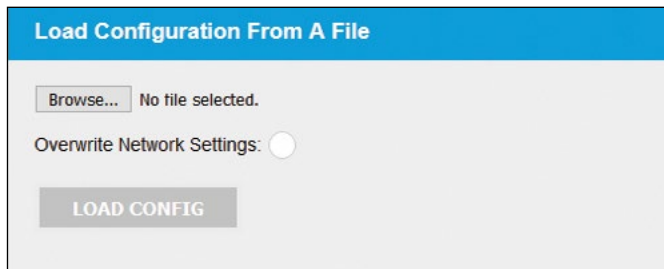 Load Configuration From A File
Browse... No file selected.
Overwrite Network Settings:
LOAD CONFIG